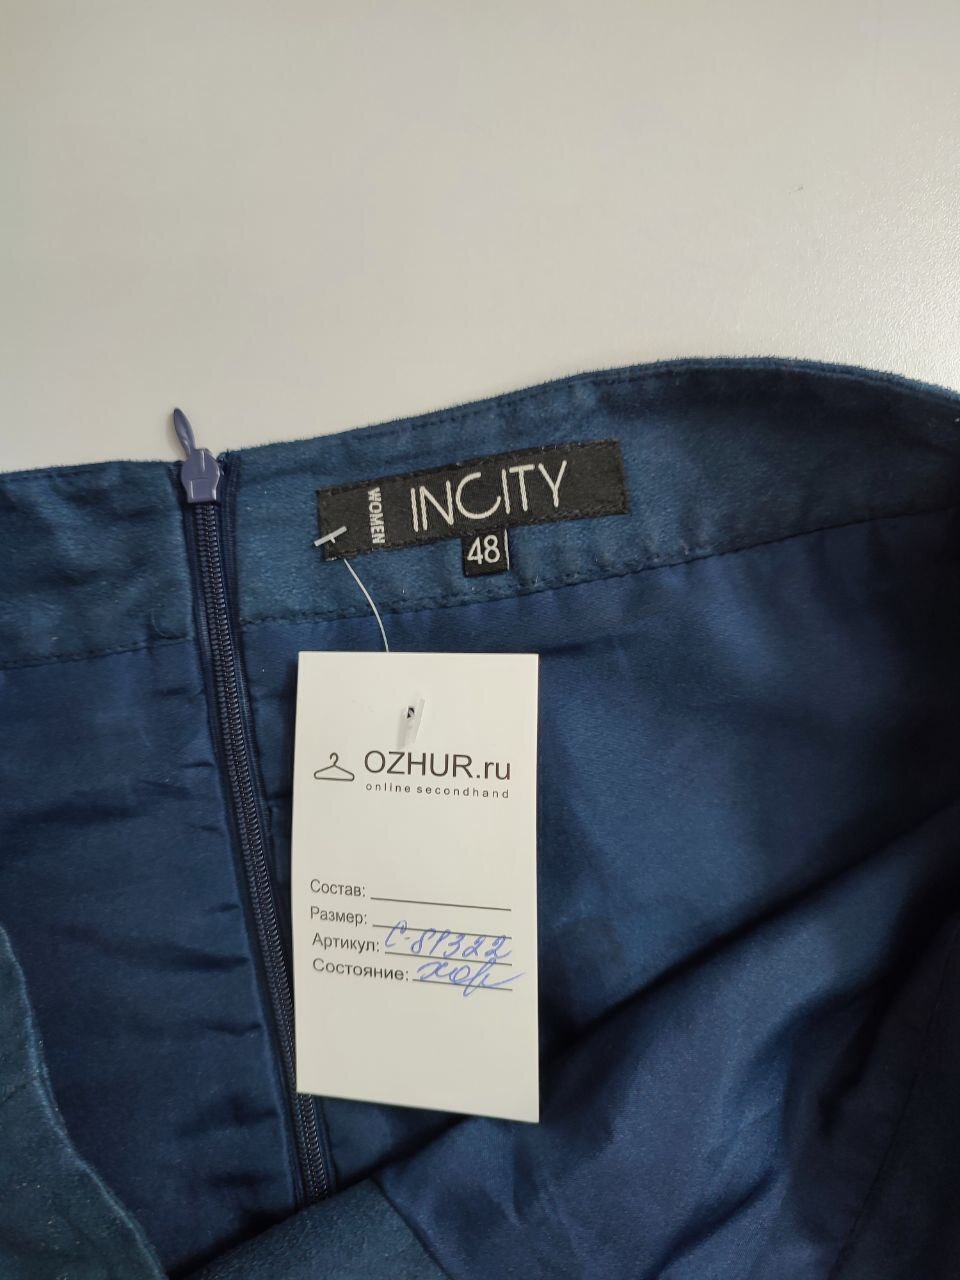 WOMEN
INCITY
48
OZHUR.ru
online secondhand
Состав:
Размер:
Артикул: С-81322
Состояние: хор